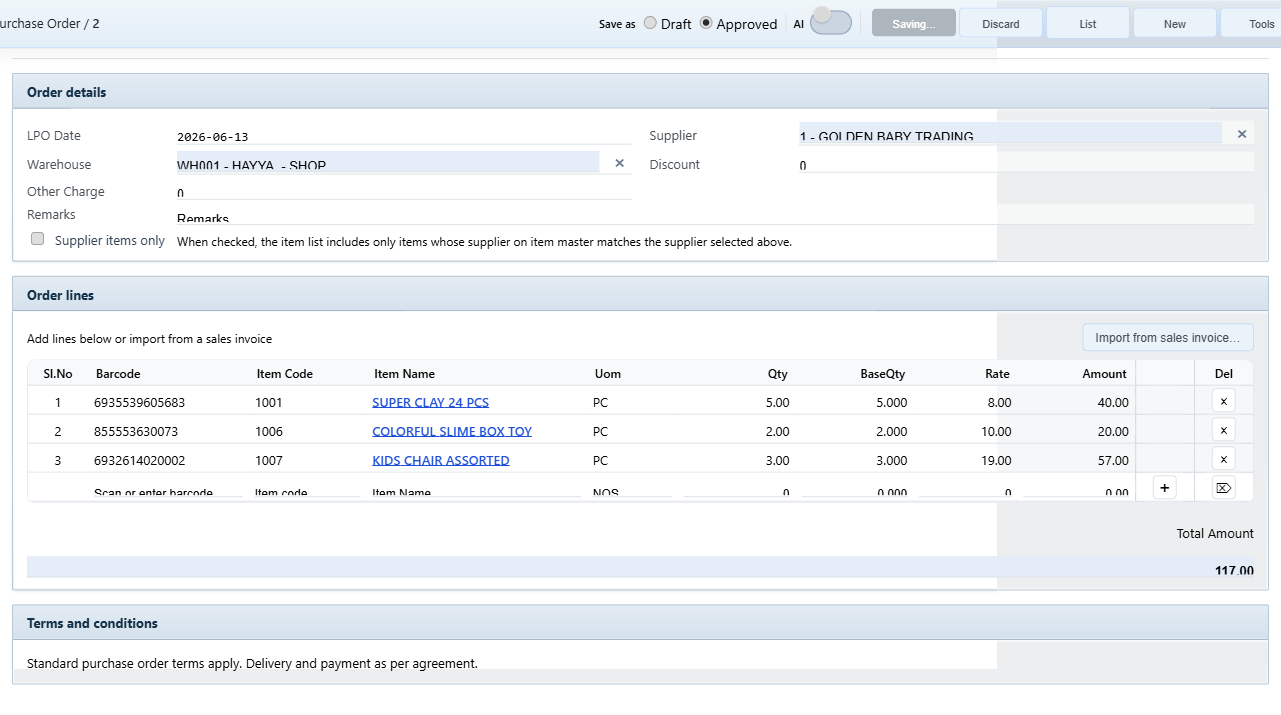 urchase Order / 2
Save as Draft Approved AI Saving... Discard List New Tools
Order details
LPO Date 2026-06-13 Supplier 1 - GOLDEN BABY TRADING ×
Warehouse WH001 - HAYYA - SHOP × Discount 0
Other Charge 0
Remarks Remarks
Supplier items only When checked, the item list includes only items whose supplier on item master matches the supplier selected above.
Order lines
Add lines below or import from a sales invoice Import from sales invoice...
Sl.No Barcode Item Code Item Name Uom Qty BaseQty Rate Amount Del
1 6935539605683 1001 SUPER CLAY 24 PCS PC 5.00 5.000 8.00 40.00 x
2 855553630073 1006 COLORFUL SLIME BOX TOY PC 2.00 2.000 10.00 20.00 x
3 6932614020002 1007 KIDS CHAIR ASSORTED PC 3.00 3.000 19.00 57.00 x
Scan or enter barcode Item code Item Name NOS 0 0.000 0 0.00 + ⌦
Total Amount
117.00
Terms and conditions
Standard purchase order terms apply. Delivery and payment as per agreement.